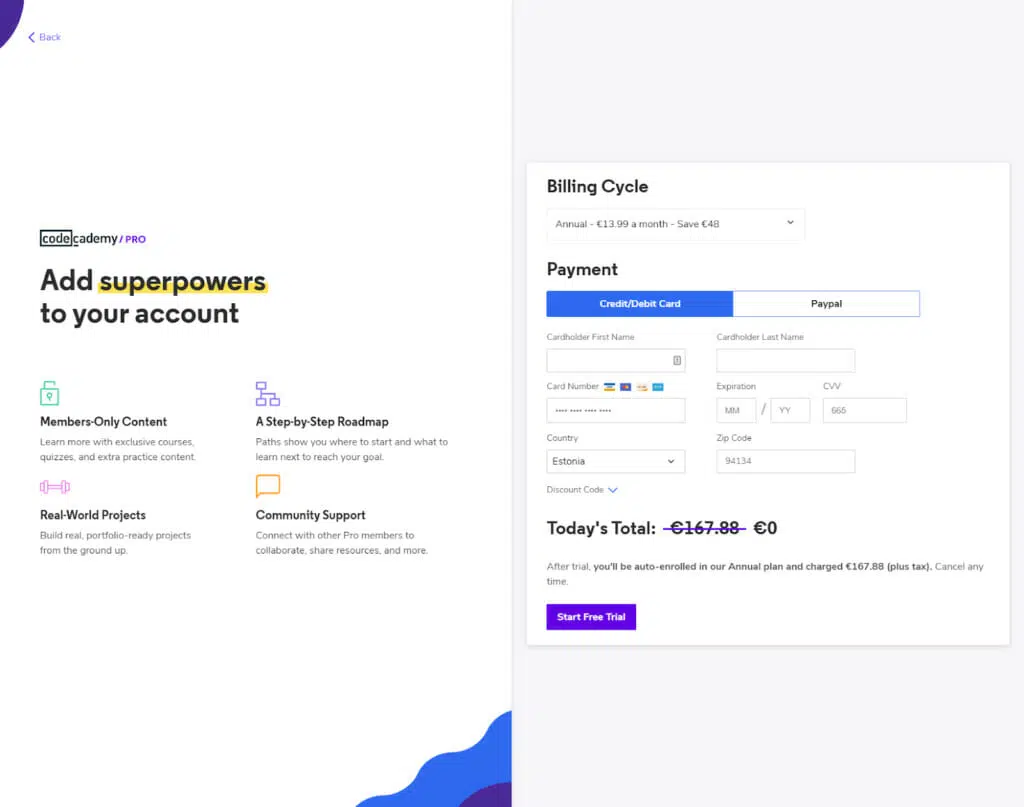 Back
codecademy / PRO
Add superpowers
to your account
Members-Only Content
Learn more with exclusive courses,
quizzes, and extra practice content.
A Step-by-Step Roadmap
Paths show you where to start and what to
learn next to reach your goal.
Real-World Projects
Build real, portfolio-ready projects
from the ground up.
Community Support
Connect with other Pro members to
collaborate, share resources, and more.
Billing Cycle
Annual - €13.99 a month - Save €48
Payment
Credit/Debit Card
Paypal
Cardholder First Name
Cardholder Last Name
Card Number
Expiration
CVV
•••• •••• •••• ••••
MM / YY
665
Country
Zip Code
Estonia
94134
Discount Code
Today's Total: €167.88 €0
After trial, you'll be auto-enrolled in our Annual plan and charged €167.88 (plus tax). Cancel any
time.
Start Free Trial